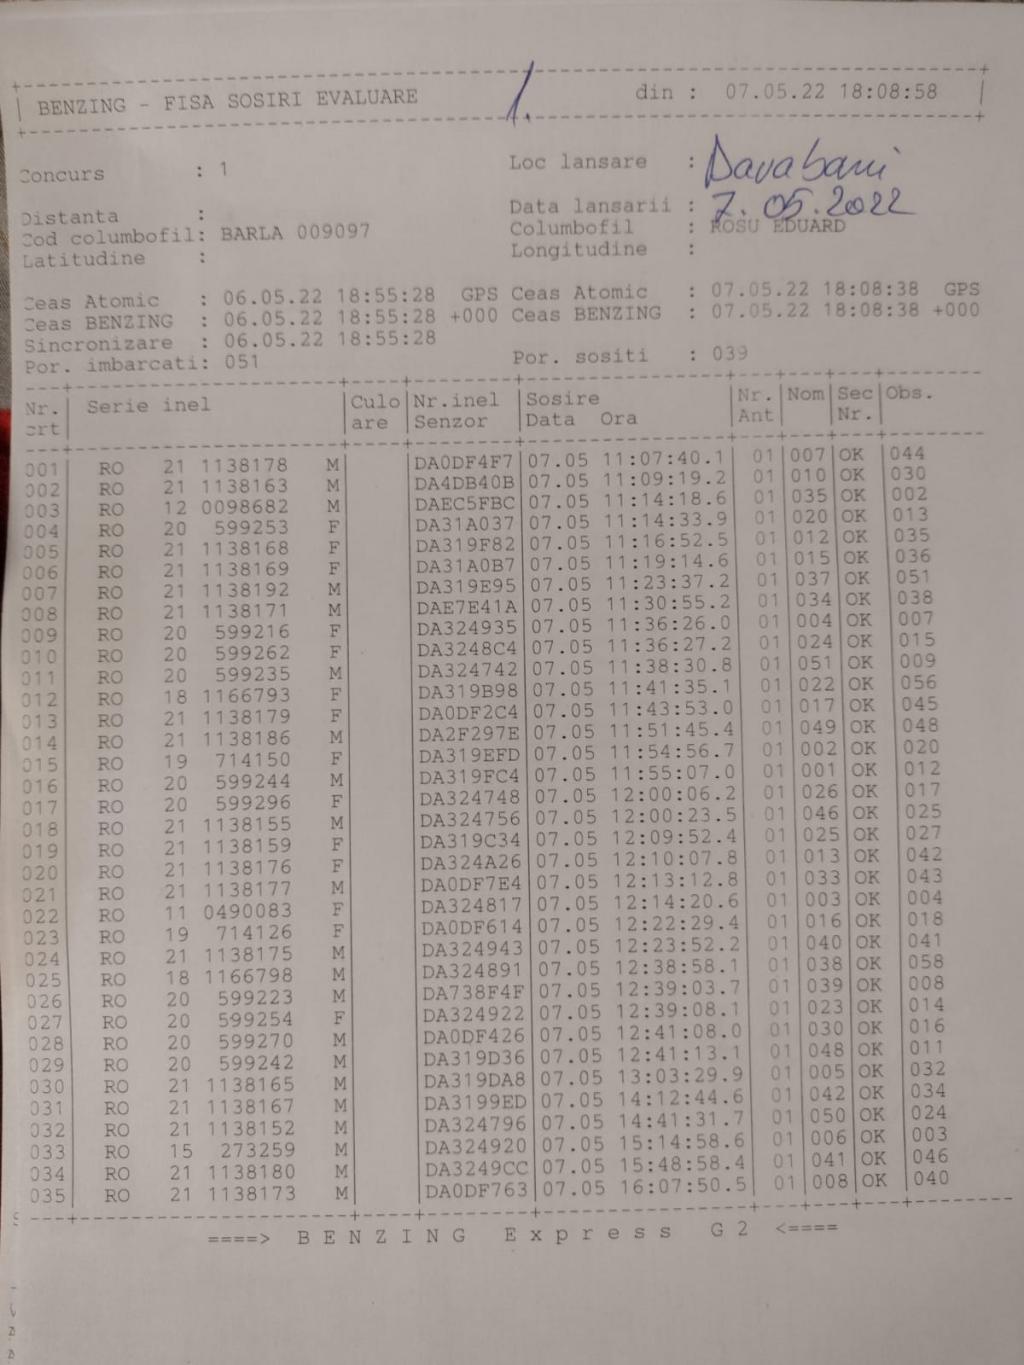 1.
BENZING - FISA SOSIRI EVALUARE din : 07.05.22 18:08:58
Concurs : 1 Loc lansare : Darabani
Distanta : Data lansarii : 7.05.2022
Cod columbofil: BARLA 009097 Columbofil : ROSU EDUARD
Latitudine : Longitudine :
Ceas Atomic : 06.05.22 18:55:28 GPS Ceas Atomic : 07.05.22 18:08:38 GPS
Ceas BENZING : 06.05.22 18:55:28 +000 Ceas BENZING : 07.05.22 18:08:38 +000
Sincronizare : 06.05.22 18:55:28
Por. imbarcati: 051 Por. sositi : 039
Nr. Serie inel Culo Nr.inel Sosire Nr. Nom Sec Obs.
crt are Senzor Data Ora Ant Nr.
001 RO 21 1138178 M DA0DF4F7 07.05 11:07:40.1 01 007 OK 044
002 RO 21 1138163 M DA4DB40B 07.05 11:09:19.2 01 010 OK 030
003 RO 12 0098682 M DAEC5FBC 07.05 11:14:18.6 01 035 OK 002
004 RO 20 599253 F DA31A037 07.05 11:14:33.9 01 020 OK 013
005 RO 21 1138168 F DA319F82 07.05 11:16:52.5 01 012 OK 035
006 RO 21 1138169 F DA31A0B7 07.05 11:19:14.6 01 015 OK 036
007 RO 21 1138192 M DA319E95 07.05 11:23:37.2 01 037 OK 051
008 RO 21 1138171 M DAE7E41A 07.05 11:30:55.2 01 034 OK 038
009 RO 20 599216 F DA324935 07.05 11:36:26.0 01 004 OK 007
010 RO 20 599262 F DA3248C4 07.05 11:36:27.2 01 024 OK 015
011 RO 20 599235 M DA324742 07.05 11:38:30.8 01 051 OK 009
012 RO 18 1166793 F DA319B98 07.05 11:41:35.1 01 022 OK 056
013 RO 21 1138179 F DA0DF2C4 07.05 11:43:53.0 01 017 OK 045
014 RO 21 1138186 M DA2F297E 07.05 11:51:45.4 01 049 OK 048
015 RO 19 714150 F DA319EFD 07.05 11:54:56.7 01 002 OK 020
016 RO 20 599244 M DA319FC4 07.05 11:55:07.0 01 001 OK 012
017 RO 20 599296 F DA324748 07.05 12:00:06.2 01 026 OK 017
018 RO 21 1138155 M DA324756 07.05 12:00:23.5 01 046 OK 025
019 RO 21 1138159 F DA319C34 07.05 12:09:52.4 01 025 OK 027
020 RO 21 1138176 F DA324A26 07.05 12:10:07.8 01 013 OK 042
021 RO 21 1138177 M DA0DF7E4 07.05 12:13:12.8 01 033 OK 043
022 RO 11 0490083 F DA324817 07.05 12:14:20.6 01 003 OK 004
023 RO 19 714126 F DA0DF614 07.05 12:22:29.4 01 016 OK 018
024 RO 21 1138175 M DA324943 07.05 12:23:52.2 01 040 OK 041
025 RO 18 1166798 M DA324891 07.05 12:38:58.1 01 038 OK 058
026 RO 20 599223 M DA738F4F 07.05 12:39:03.7 01 039 OK 008
027 RO 20 599254 F DA324922 07.05 12:39:08.1 01 023 OK 014
028 RO 20 599270 M DA0DF426 07.05 12:41:08.0 01 030 OK 016
029 RO 20 599242 M DA319D36 07.05 12:41:13.1 01 048 OK 011
030 RO 21 1138165 M DA319DA8 07.05 13:03:29.9 01 005 OK 032
031 RO 21 1138167 M DA3199ED 07.05 14:12:44.6 01 042 OK 034
032 RO 21 1138152 M DA324796 07.05 14:41:31.7 01 050 OK 024
033 RO 15 273259 M DA324920 07.05 15:14:58.6 01 006 OK 003
034 RO 21 1138180 M DA3249CC 07.05 15:48:58.4 01 041 OK 046
035 RO 21 1138173 M DA0DF763 07.05 16:07:50.5 01 008 OK 040
====> BENZING Express G2 <====